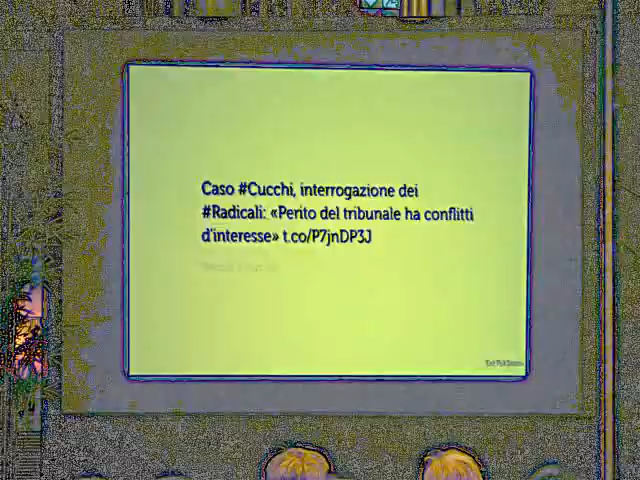 Caso #Cucchi, interrogazione dei
#Radicali: «Perito del tribunale ha conflitti
d'interesse» t.co/P7jnDP3J